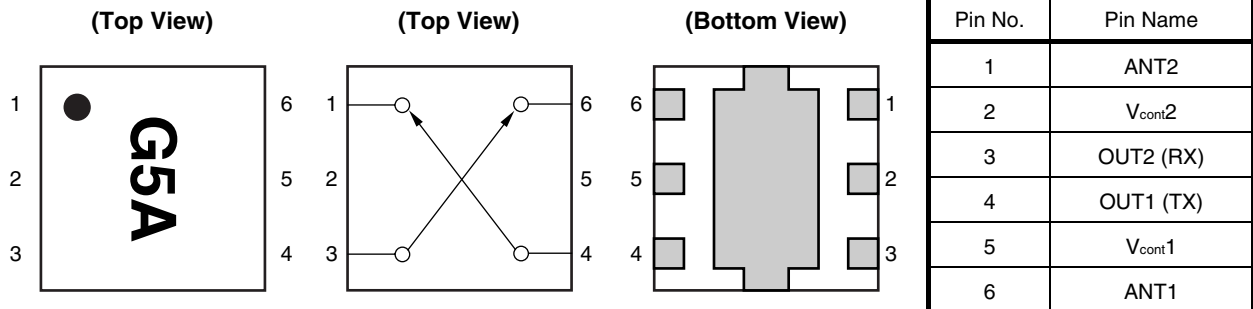 (Top View)
1 6
2 5
3 4
G5A
(Top View)
1 6
2 5
3 4
(Bottom View)
6 1
5 2
4 3
Pin No. Pin Name
1 ANT2
2 Vcont2
3 OUT2 (RX)
4 OUT1 (TX)
5 Vcont1
6 ANT1